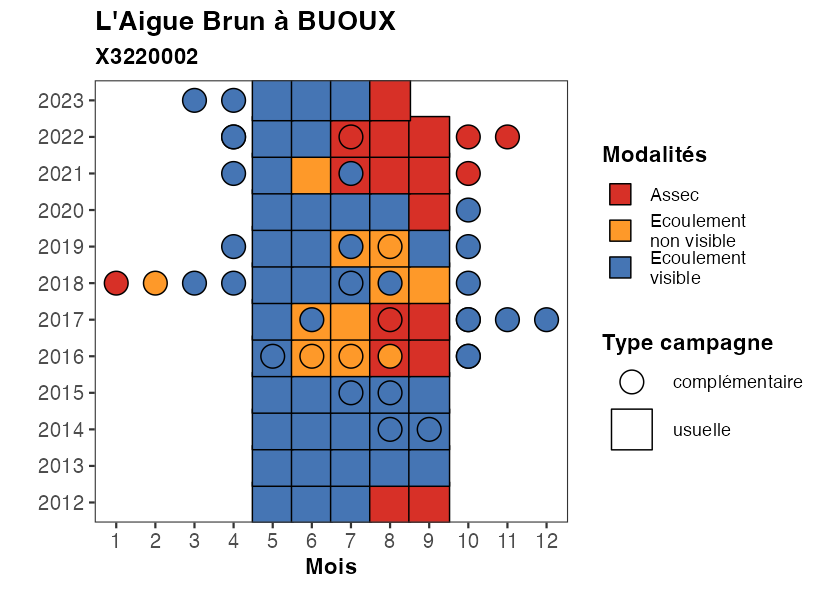 L'Aigue Brun à BUOUX
X3220002
2023
2022
2021
2020
2019
2018
2017
2016
2015
2014
2013
2012
1 2 3 4 5 6 7 8 9 10 11 12
Mois
Modalités
Assec
Ecoulement
non visible
Ecoulement
visible
Type campagne
complémentaire
usuelle